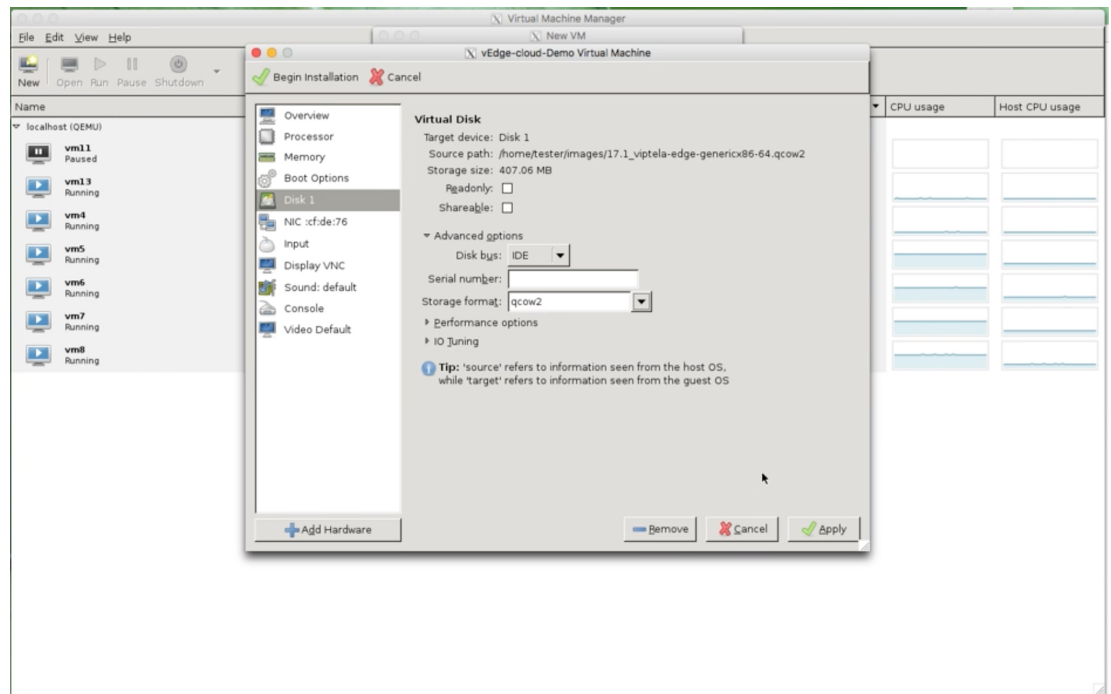 Virtual Machine Manager
File Edit View Help
New VM
vEdge-cloud-Demo Virtual Machine
New Open Run Pause Shutdown
Begin Installation Cancel
Name
CPU usage
Host CPU usage
localhost (QEMU)
vm11
Paused
vm13
Running
vm4
Running
vm5
Running
vm6
Running
vm7
Running
vm8
Running
Overview
Processor
Memory
Boot Options
Disk 1
NIC :cf:de:76
Input
Display VNC
Sound: default
Console
Video Default
Add Hardware
Virtual Disk
Target device: Disk 1
Source path: /home/tester/images/17.1_viptela-edge-genericx86-64.qcow2
Storage size: 407.06 MB
Readonly:
Shareable:
Advanced options
Disk bus: IDE
Serial number:
Storage format: qcow2
Performance options
IO Tuning
Tip: 'source' refers to information seen from the host OS,
while 'target' refers to information seen from the guest OS
Remove Cancel Apply